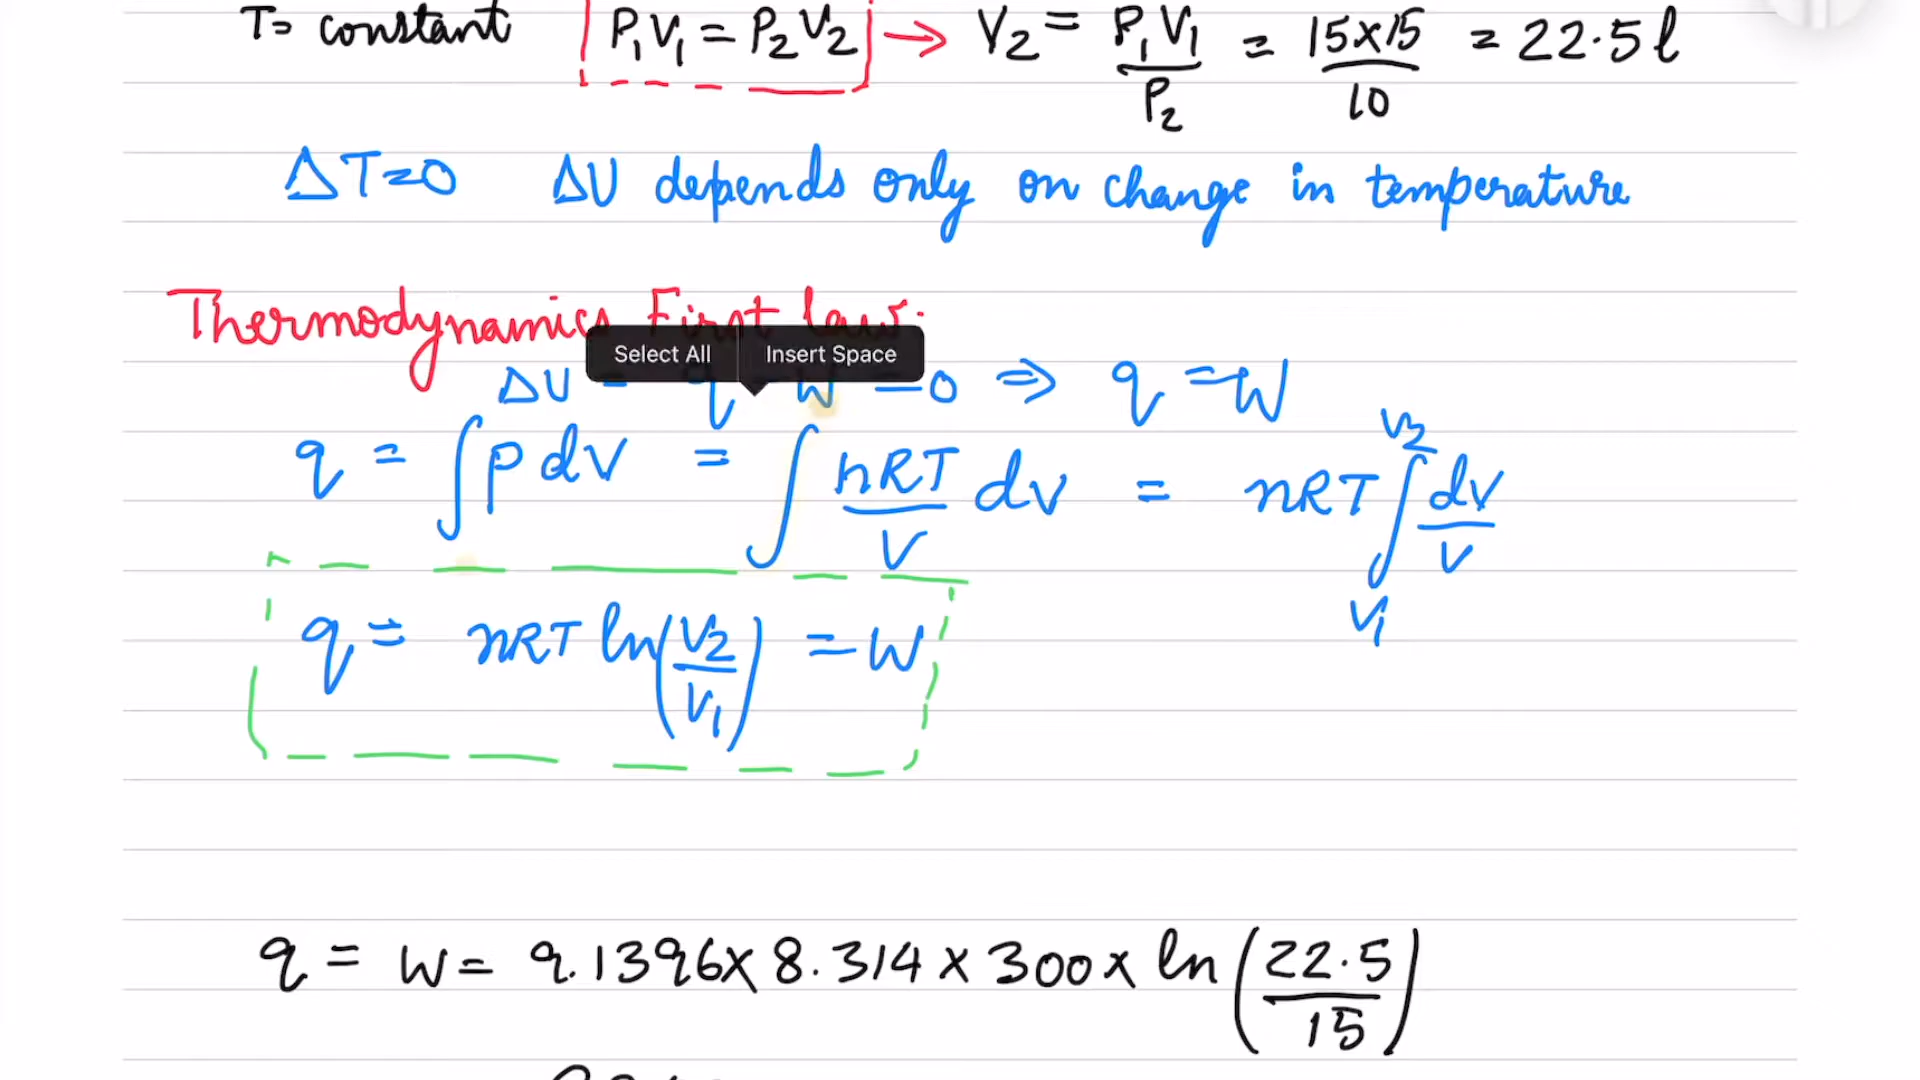 T= constant P₁V₁ = P₂V₂ → V₂ = P₁V₁/P₂ = 15×15/10 = 22.5 l
ΔT=0 ΔU depends only on change in temperature
Thermodynamics First law:
Select All Insert Space
ΔU = q - W = 0 ⇒ q = W
q = ∫ P dV = ∫ nRT/V dV = nRT ∫_{V₁}^{V₂} dV/V
q = nRT ln(V₂/V₁) = W
q = W = 9.1396 × 8.314 × 300 × ln(22.5/15)